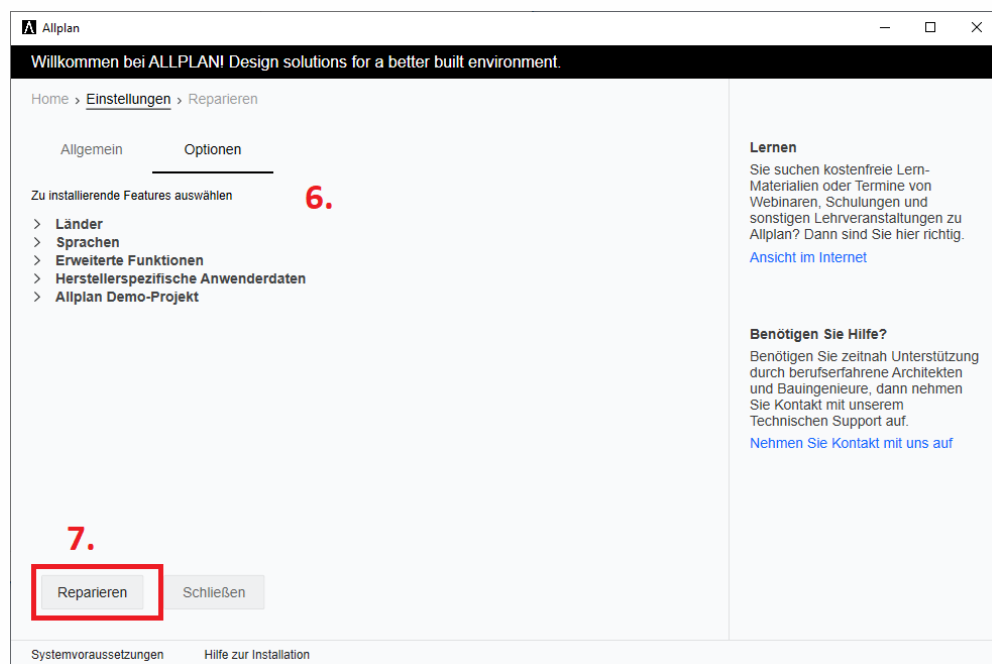 Allplan
Willkommen bei ALLPLAN! Design solutions for a better built environment.
Home > Einstellungen > Reparieren
Allgemein Optionen
Zu installierende Features auswählen
6.
> Länder
> Sprachen
> Erweiterte Funktionen
> Herstellerspezifische Anwenderdaten
> Allplan Demo-Projekt
7.
Reparieren Schließen
Lernen
Sie suchen kostenfreie Lern-
Materialien oder Termine von
Webinaren, Schulungen und
sonstigen Lehrveranstaltungen zu
Allplan? Dann sind Sie hier richtig.
Ansicht im Internet
Benötigen Sie Hilfe?
Benötigen Sie zeitnah Unterstützung
durch berufserfahrene Architekten
und Bauingenieure, dann nehmen
Sie Kontakt mit unserem
Technischen Support auf.
Nehmen Sie Kontakt mit uns auf
Systemvoraussetzungen Hilfe zur Installation